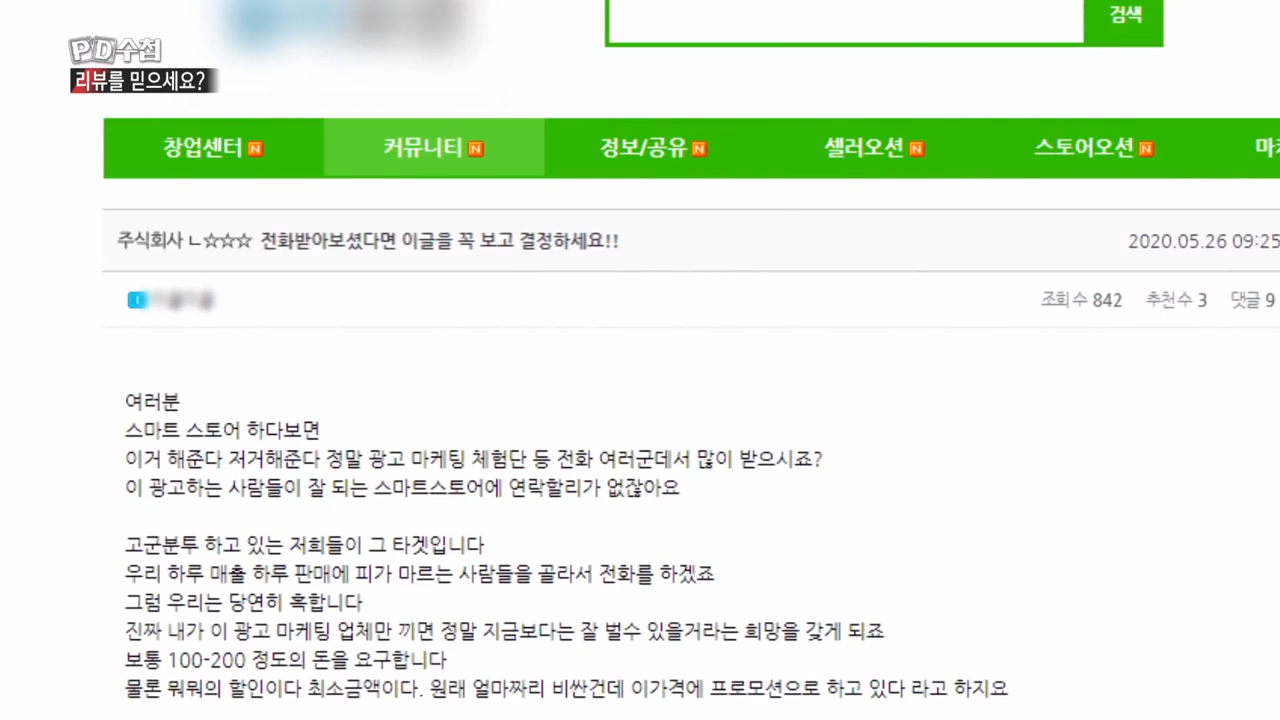 PD수첩
리뷰를 믿으세요?
검색
창업센터 N 커뮤니티 N 정보/공유 N 셀러오션 N 스토어오션 N
주식회사 ㄴ☆☆☆ 전화받아보셨다면 이글을 꼭 보고 결정하세요!! 2020.05.26 09:25
조회수 842 추천수 3 댓글 9
여러분
스마트 스토어 하다보면
이거 해준다 저거해준다 정말 광고 마케팅 체험단 등 전화 여러군데서 많이 받으시죠?
이 광고하는 사람들이 잘 되는 스마트스토어에 연락할리가 없잖아요
고군분투 하고 있는 저희들이 그 타겟입니다
우리 하루 매출 하루 판매에 피가 마르는 사람들을 골라서 전화를 하겠죠
그럼 우리는 당연히 혹합니다
진짜 내가 이 광고 마케팅 업체만 끼면 정말 지금보다는 잘 벌수 있을거라는 희망을 갖게 되죠
보통 100-200 정도의 돈을 요구합니다
물론 뭐뭐의 할인이다 최소금액이다. 원래 얼마짜리 비싼건데 이가격에 프로모션으로 하고 있다 라고 하지요